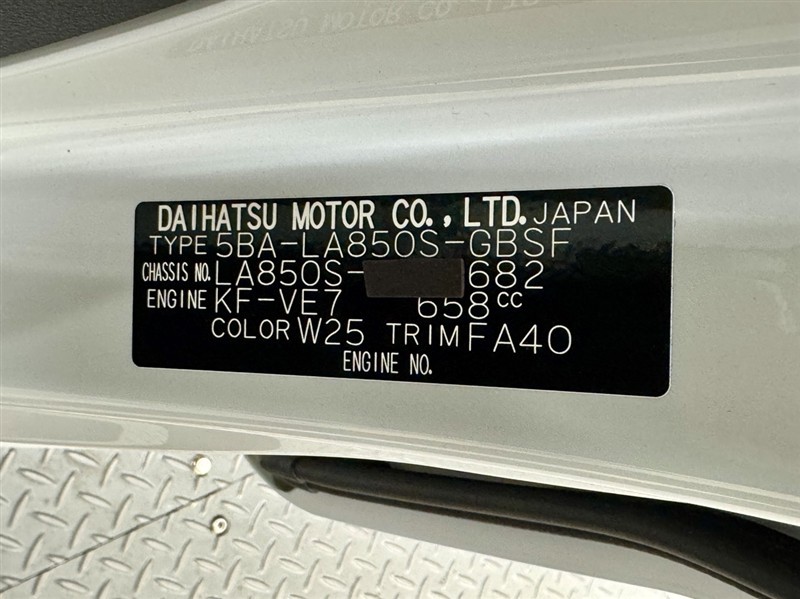 DAIHATSU MOTOR CO., LTD. JAPAN
TYPE 5BA-LA850S-GBSF
CHASSIS NO. LA850S- 682
ENGINE KF-VE7 658cc
COLOR W25 TRIM FA40
ENGINE NO.